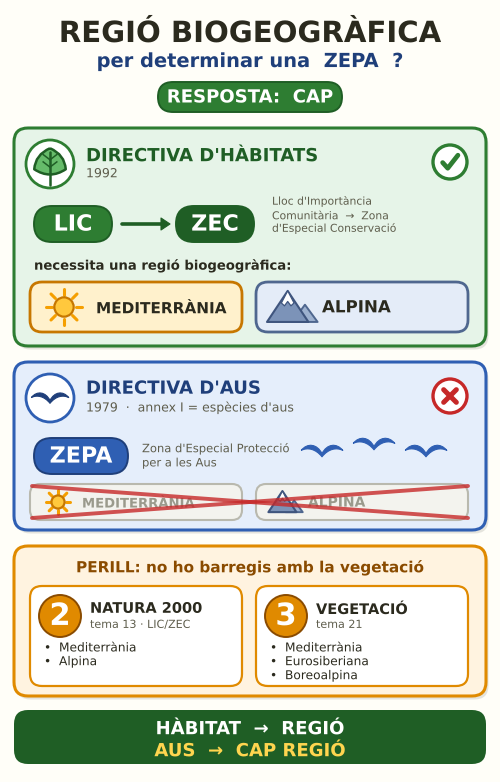 REGIÓ BIOGEOGRÀFICA
per determinar una ZEPA ?
RESPOSTA: CAP
DIRECTIVA D'HÀBITATS
1992
LIC → ZEC
Lloc d'Importància
Comunitària → Zona
d'Especial Conservació
necessita una regió biogeogràfica:
MEDITERRÀNIA
ALPINA
DIRECTIVA D'AUS
1979 · annex I = espècies d'aus
ZEPA
Zona d'Especial Protecció
per a les Aus
MEDITERRÀNIA
ALPINA
PERILL: no ho barregis amb la vegetació
2
NATURA 2000
tema 13 · LIC/ZEC
• Mediterrània
• Alpina
3
VEGETACIÓ
tema 21
• Mediterrània
• Eurosiberiana
• Boreoalpina
HÀBITAT → REGIÓ
AUS → CAP REGIÓ